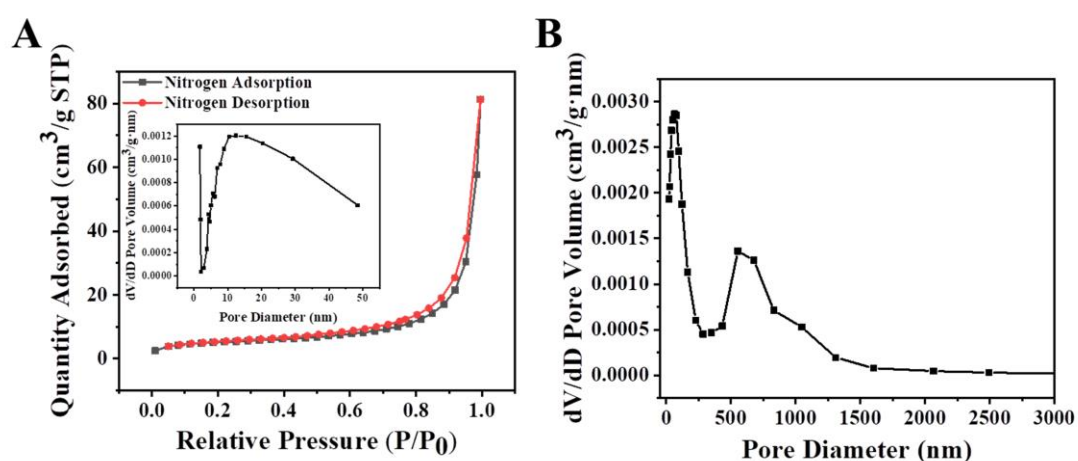 A
Quantity Adsorbed (cm³/g STP)
80
60
40
20
0
Nitrogen Adsorption
Nitrogen Desorption
dV/dD Pore Volume (cm³/g·nm)
0.0012
0.0010
0.0008
0.0006
0.0004
0.0002
0.0000
0 10 20 30 40 50
Pore Diameter (nm)
0.0 0.2 0.4 0.6 0.8 1.0
Relative Pressure (P/P₀)
B
dV/dD Pore Volume (cm³/g·nm)
0.0030
0.0025
0.0020
0.0015
0.0010
0.0005
0.0000
0 500 1000 1500 2000 2500 3000
Pore Diameter (nm)